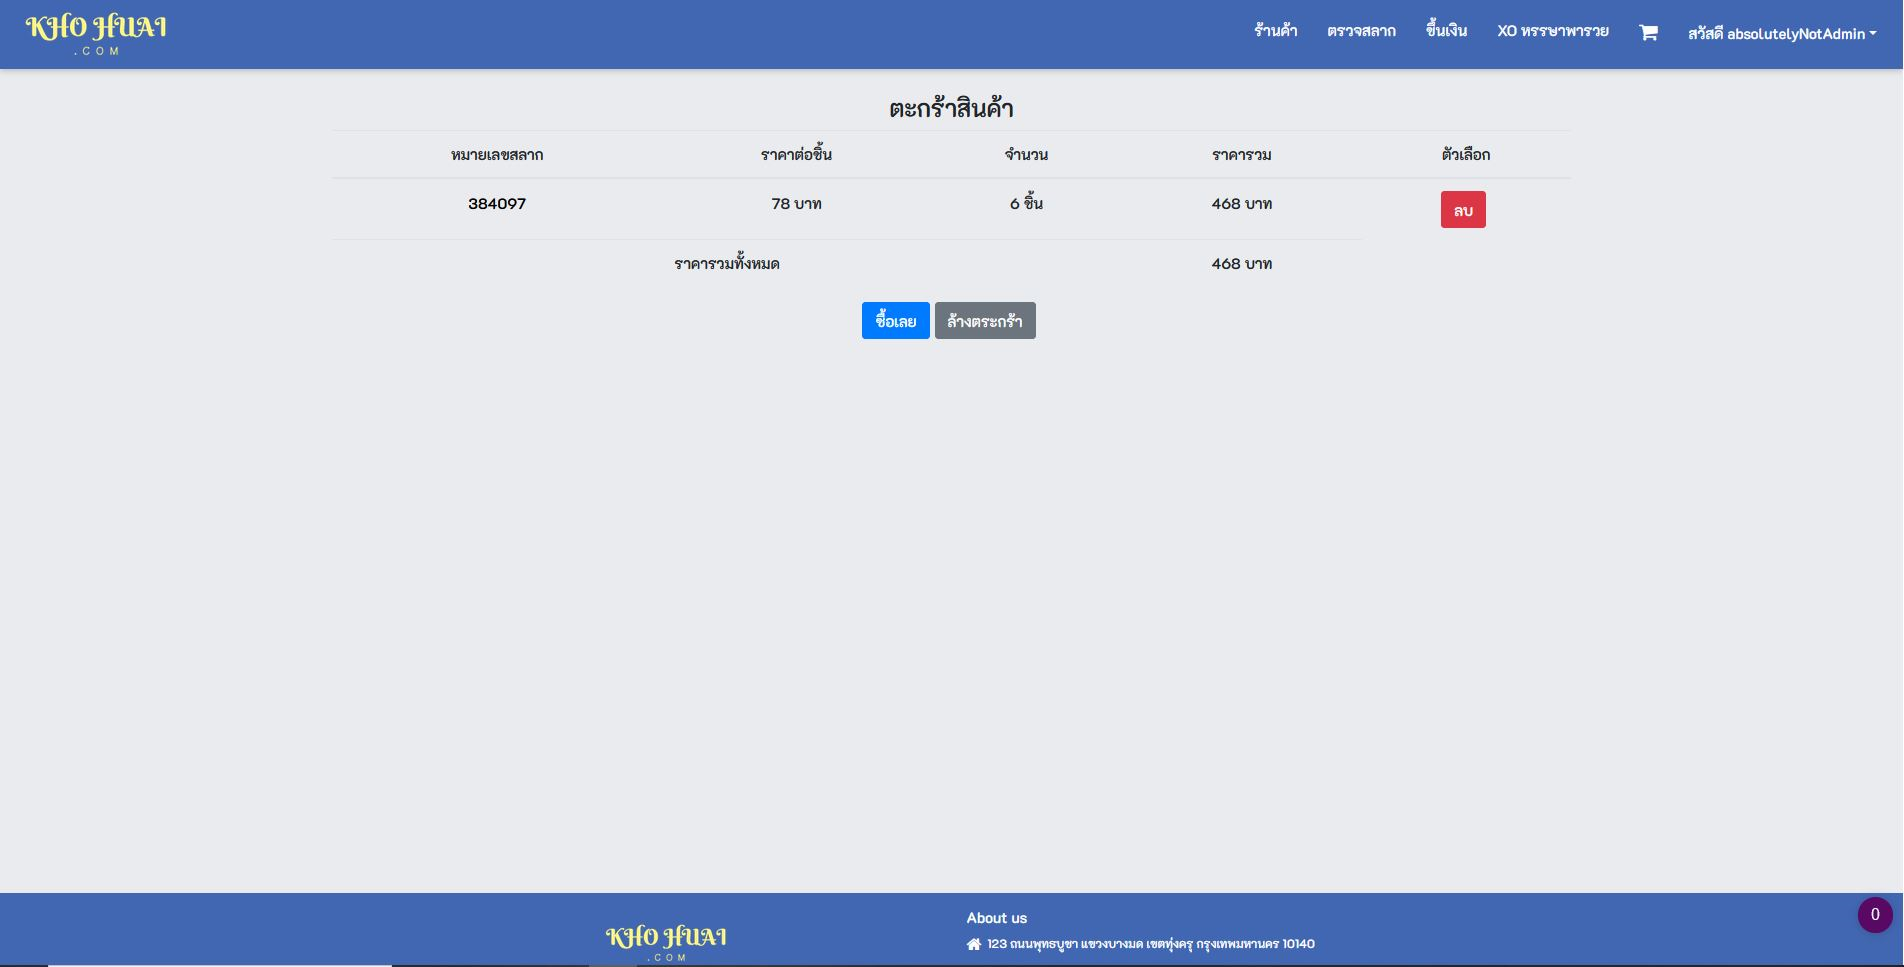 KHO HUAI
.COM
ร้านค้า ตรวจสลาก ขึ้นเงิน XO หรรษาพารวย สวัสดี absolutelyNotAdmin
ตะกร้าสินค้า
หมายเลขสลาก ราคาต่อชิ้น จำนวน ราคารวม ตัวเลือก
384097 78 บาท 6 ชิ้น 468 บาท ลบ
ราคารวมทั้งหมด 468 บาท
ซื้อเลย ล้างตระกร้า
About us
0
KHO HUAI
.COM
123 ถนนพุทธบูชา แขวงบางมด เขตทุ่งครุ กรุงเทพมหานคร 10140